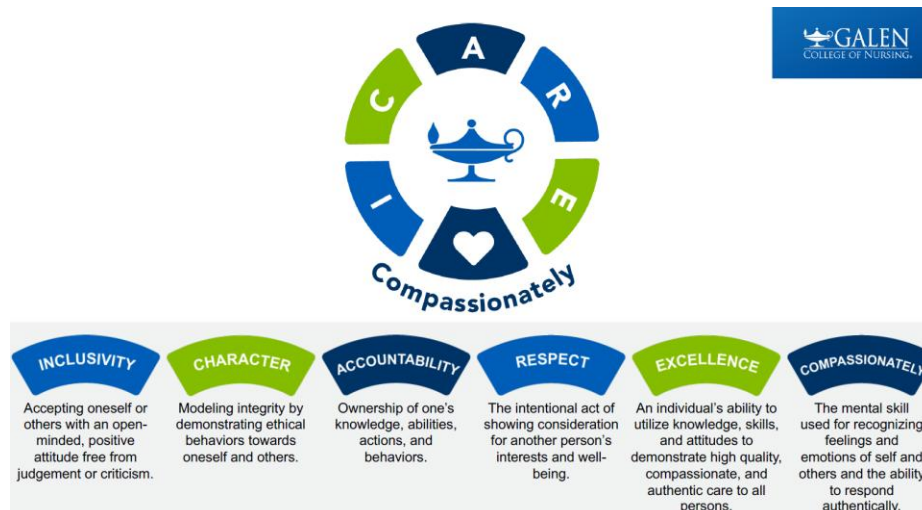 GALEN
COLLEGE OF NURSING®
I C A R E
Compassionately
INCLUSIVITY
Accepting oneself or
others with an open-
minded, positive
attitude free from
judgement or criticism.
CHARACTER
Modeling integrity by
demonstrating ethical
behaviors towards
oneself and others.
ACCOUNTABILITY
Ownership of one's
knowledge, abilities,
actions, and
behaviors.
RESPECT
The intentional act of
showing consideration
for another person's
interests and well-
being.
EXCELLENCE
An individual's ability to
utilize knowledge, skills,
and attitudes to
demonstrate high quality,
compassionate, and
authentic care to all
persons.
COMPASSIONATELY
The mental skill
used for recognizing
feelings and
emotions of self and
others and the ability
to respond
authentically.